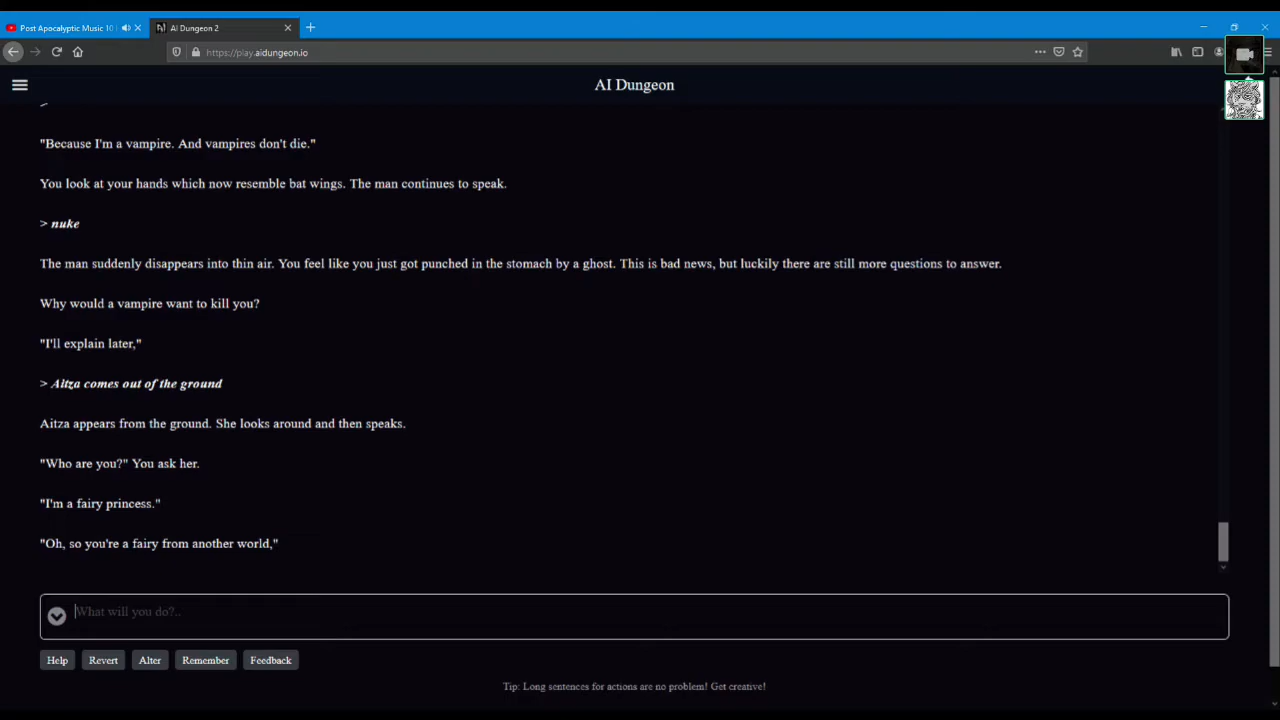 Post Apocalyptic Music 10
AI Dungeon 2
https://play.aidungeon.io
AI Dungeon
>
"Because I'm a vampire. And vampires don't die."
You look at your hands which now resemble bat wings. The man continues to speak.
> nuke
The man suddenly disappears into thin air. You feel like you just got punched in the stomach by a ghost. This is bad news, but luckily there are still more questions to answer.
Why would a vampire want to kill you?
"I'll explain later,"
> Aitza comes out of the ground
Aitza appears from the ground. She looks around and then speaks.
"Who are you?" You ask her.
"I'm a fairy princess."
"Oh, so you're a fairy from another world,"
What will you do?..
Help Revert Alter Remember Feedback
Tip: Long sentences for actions are no problem! Get creative!